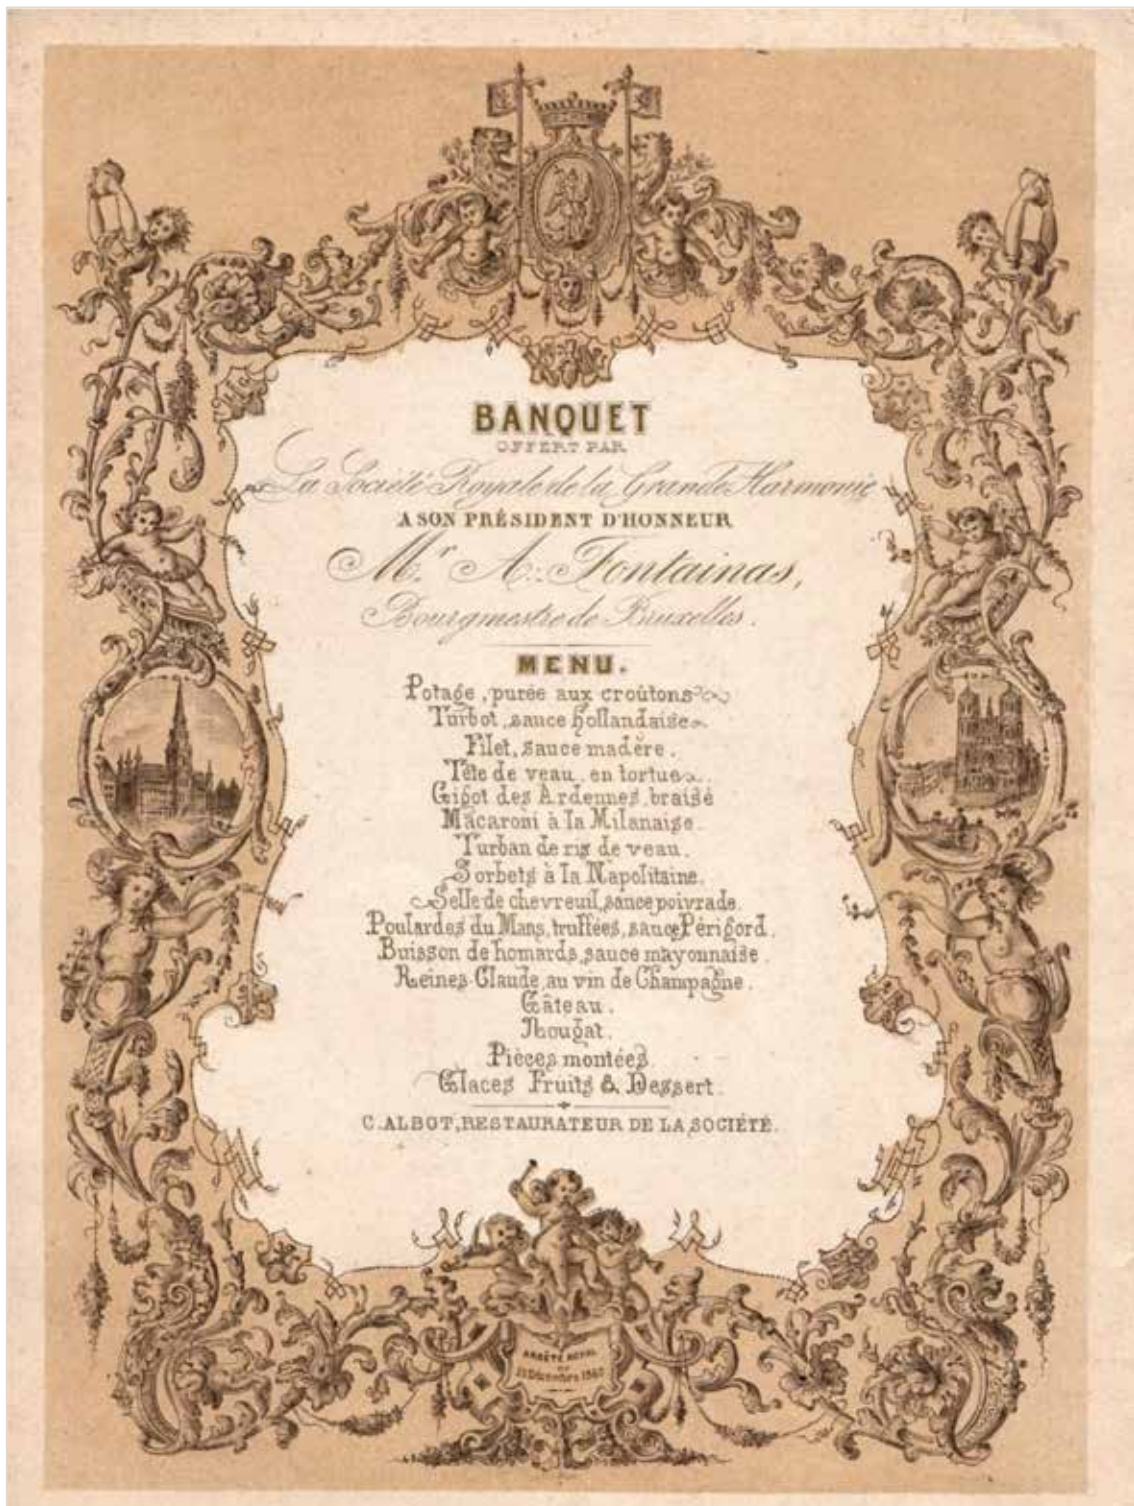 BANQUET
OFFERT PAR
La Société Royale de la Grande Harmonie
A SON PRÉSIDENT D'HONNEUR
Mr. A. Fontainas,
Bourgmestre de Bruxelles.
MENU.
Potage, purée aux croûtons
Turbot, sauce hollandaise
Filet, sauce madère.
Tête de veau, en tortue.
Gigot des Ardennes, braisé
Macaroni à la Milanaise.
Turban de ris de veau.
Sorbets à la Napolitaine.
Selle de chevreuil, sauce poivrade.
Poulardes du Mans, truffées, sauce Périgord.
Buisson de homards, sauce mayonnaise.
Reines-Claude, au vin de Champagne.
Gâteau.
Nougat.
Pièces montées
Glaces Fruits & Dessert.
C. ALBOT, RESTAURATEUR DE LA SOCIÉTÉ.
ARRÊTÉ ROYAL
Décembre